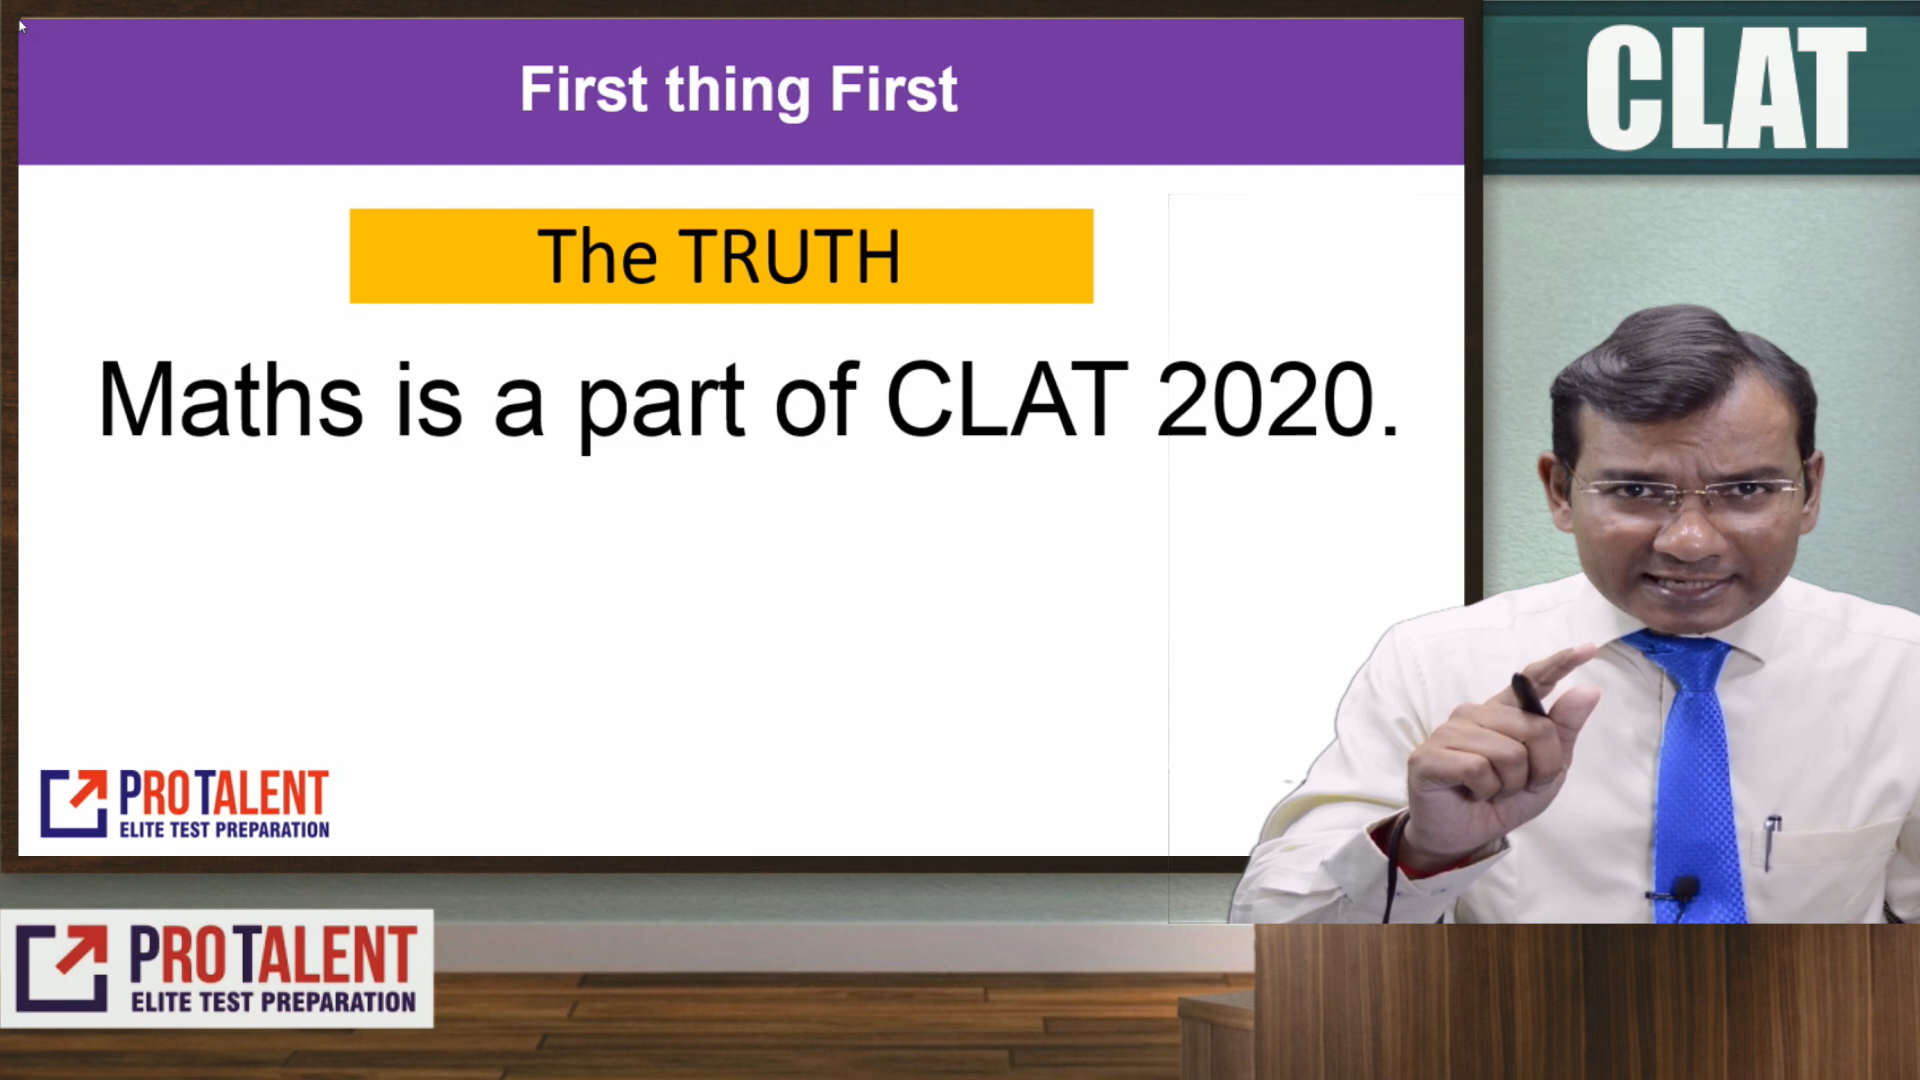 First thing First
CLAT
The TRUTH
Maths is a part of CLAT 2020.
PROTALENT
ELITE TEST PREPARATION
PROTALENT
ELITE TEST PREPARATION